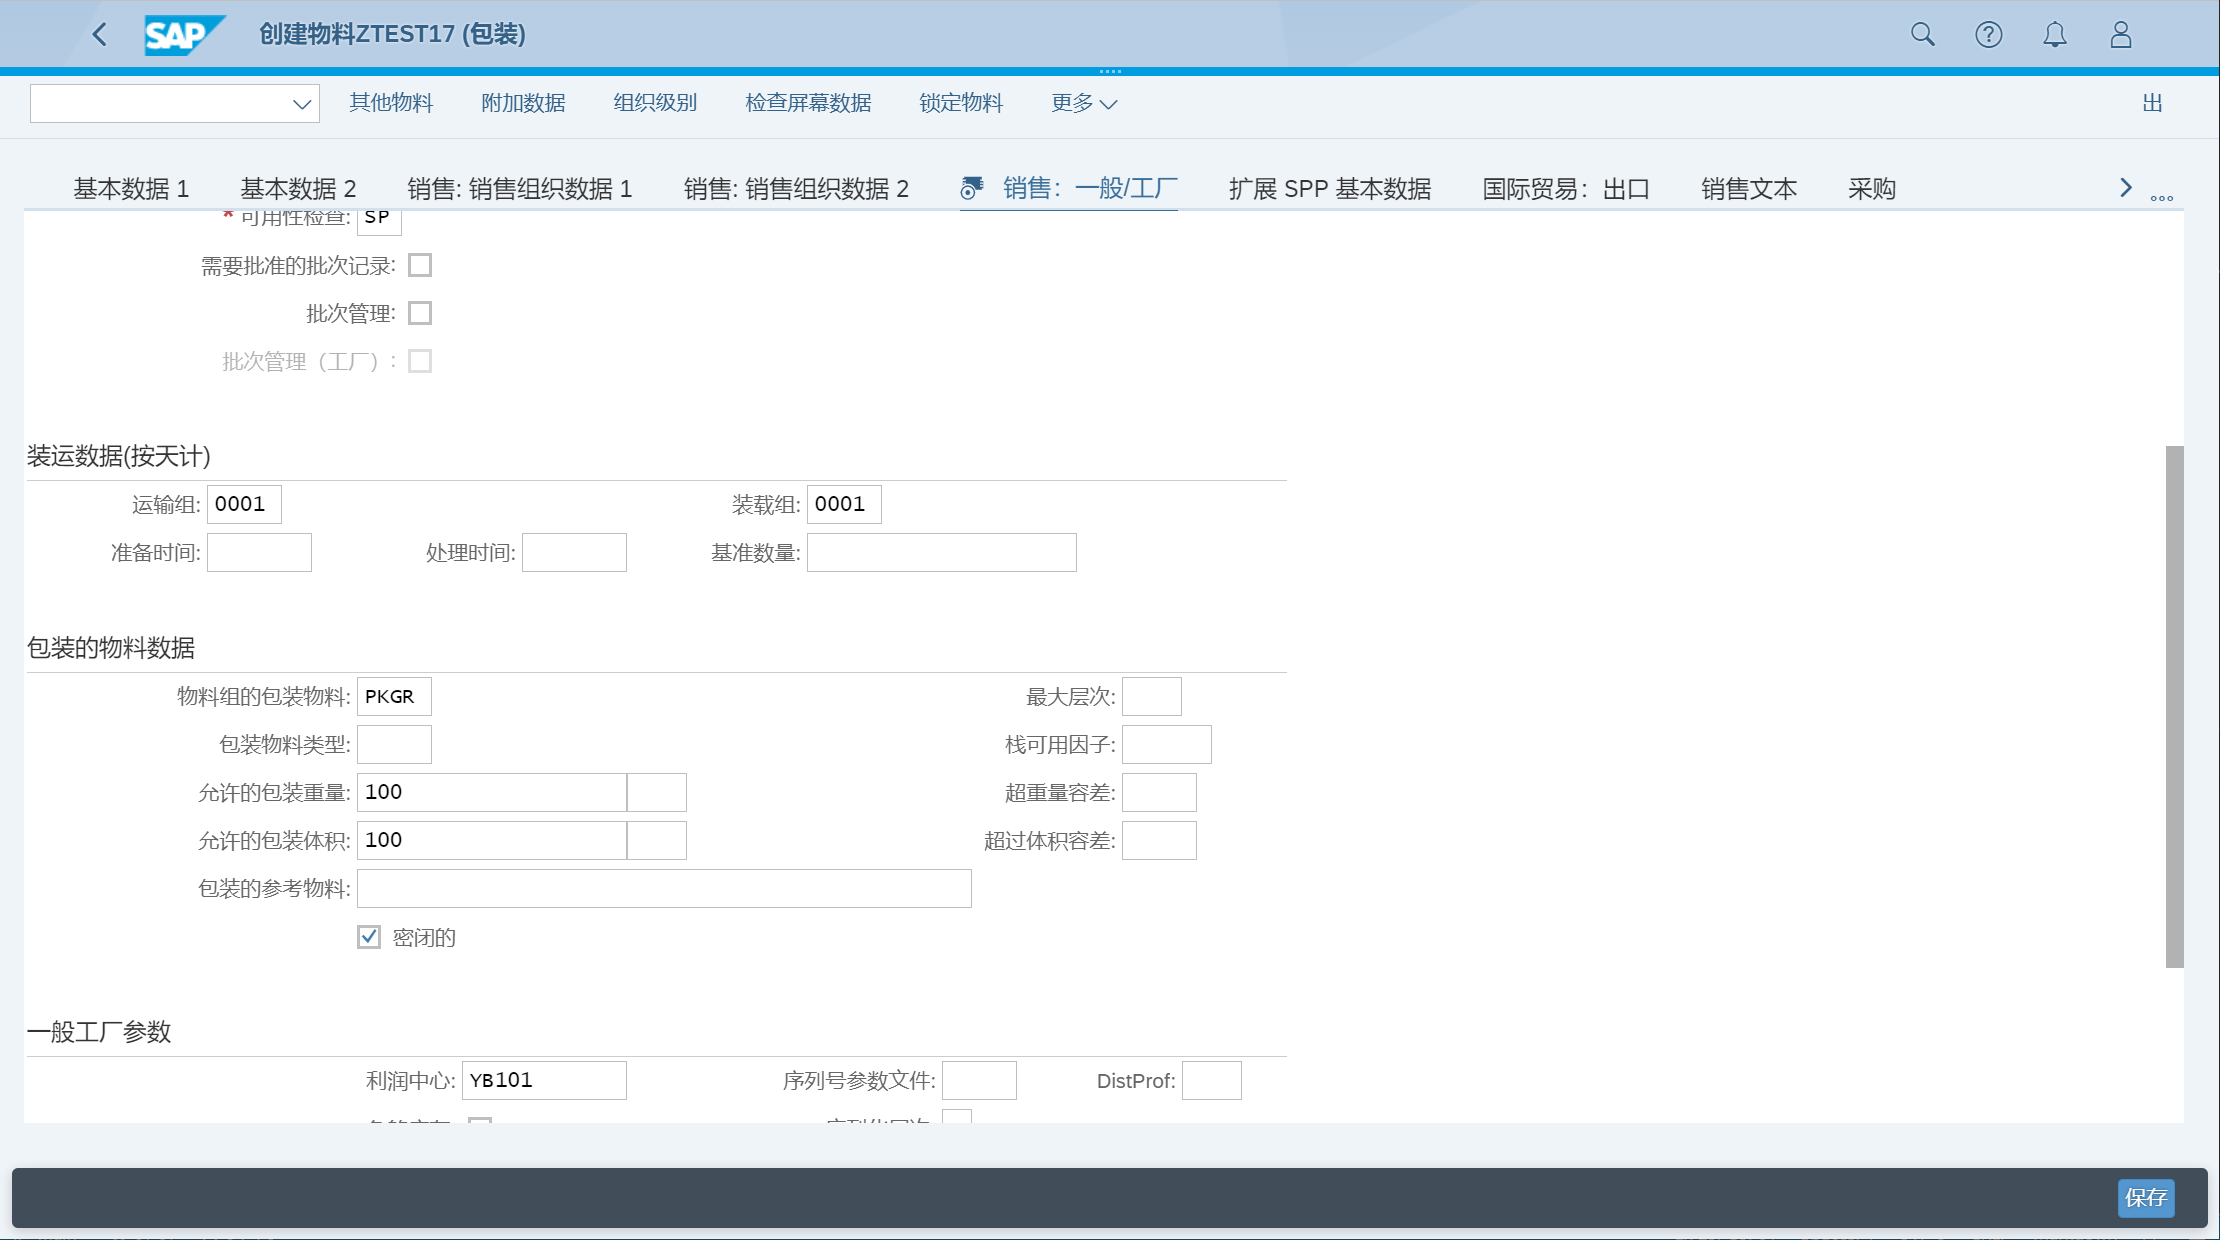 SAP 创建物料ZTEST17 (包装)
其他物料 附加数据 组织级别 检查屏幕数据 锁定物料 更多 出
基本数据 1 基本数据 2 销售: 销售组织数据 1 销售: 销售组织数据 2 销售：一般/工厂 扩展 SPP 基本数据 国际贸易：出口 销售文本 采购
* 可用性检查: SP
需要批准的批次记录:
批次管理:
批次管理（工厂）:
装运数据(按天计)
运输组: 0001 装载组: 0001
准备时间: 处理时间: 基准数量:
包装的物料数据
物料组的包装物料: PKGR 最大层次:
包装物料类型: 栈可用因子:
允许的包装重量: 100 超重量容差:
允许的包装体积: 100 超过体积容差:
包装的参考物料:
密闭的
一般工厂参数
利润中心: YB101 序列号参数文件: DistProf:
保存